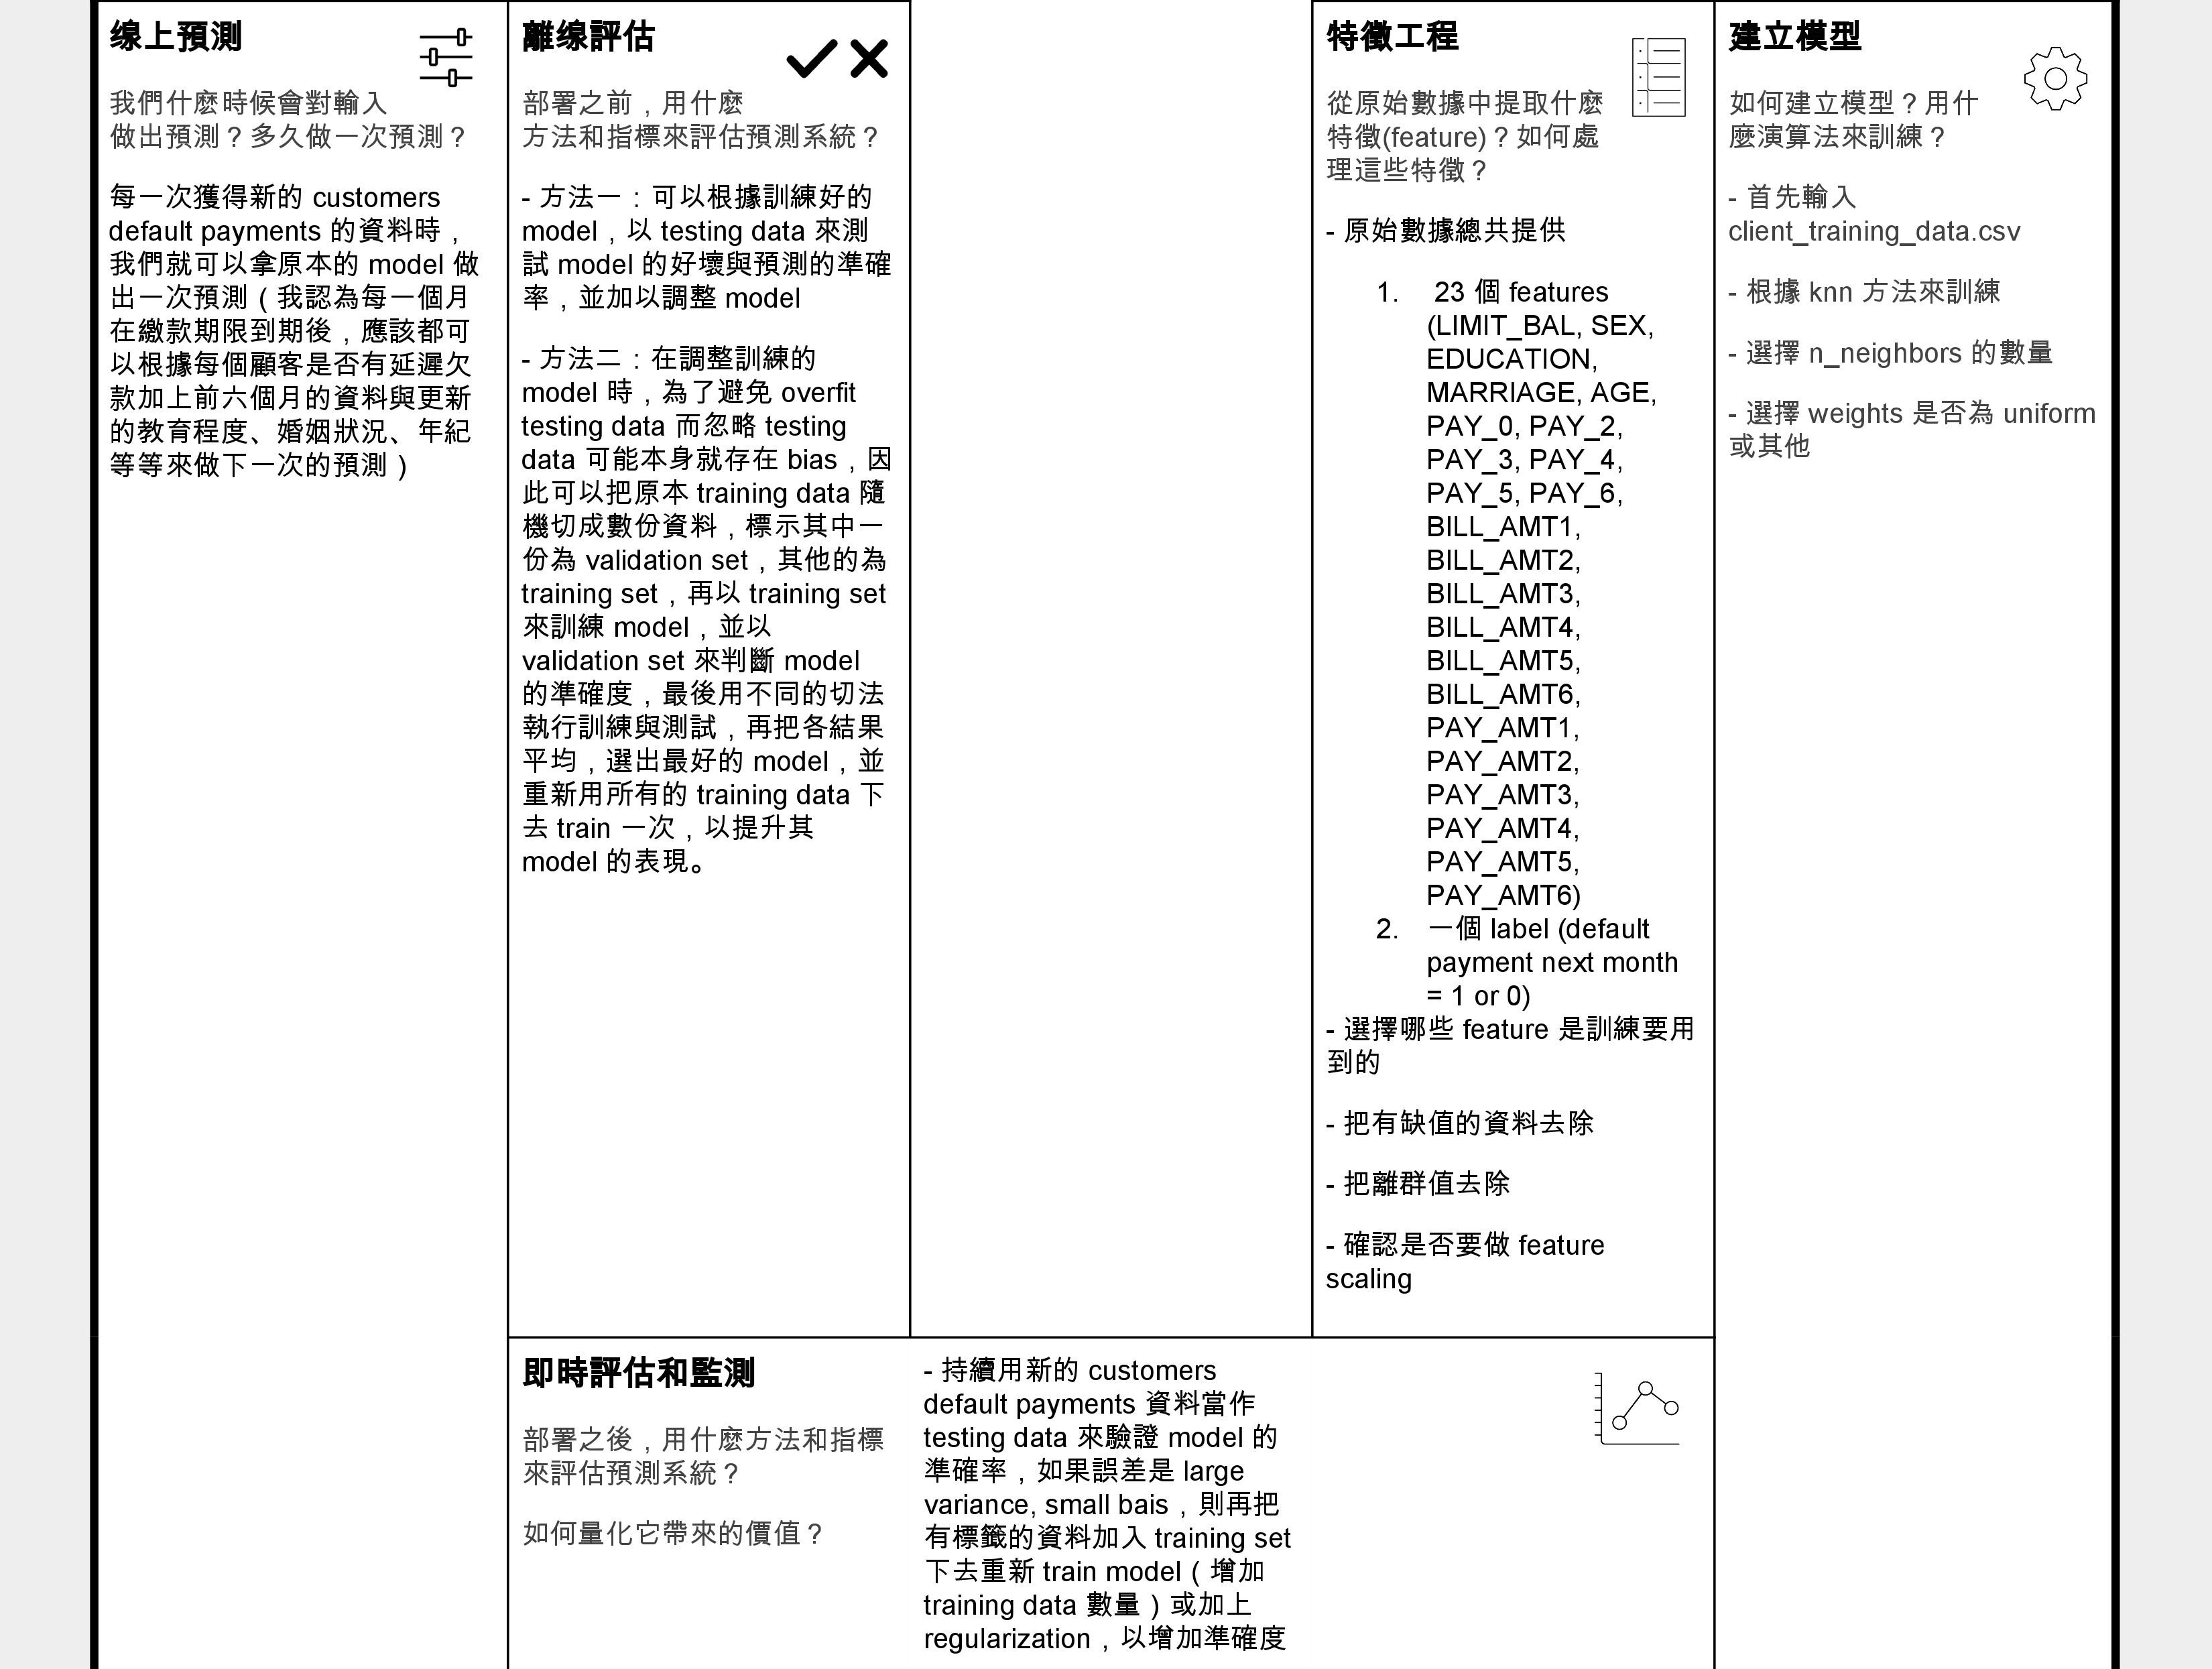 线上預測
我們什麽時候會對輸入
做出預測？多久做一次預測？
每一次獲得新的 customers
default payments 的資料時，
我們就可以拿原本的 model 做
出一次預測（我認為每一個月
在繳款期限到期後，應該都可
以根據每個顧客是否有延遲欠
款加上前六個月的資料與更新
的教育程度、婚姻狀況、年紀
等等來做下一次的預測）
離线評估
部署之前，用什麽
方法和指標來評估預測系統？
- 方法一：可以根據訓練好的
model，以 testing data 來測
試 model 的好壞與預測的準確
率，並加以調整 model
- 方法二：在調整訓練的
model 時，為了避免 overfit
testing data 而忽略 testing
data 可能本身就存在 bias，因
此可以把原本 training data 隨
機切成數份資料，標示其中一
份為 validation set，其他的為
training set，再以 training set
來訓練 model，並以
validation set 來判斷 model
的準確度，最後用不同的切法
執行訓練與測試，再把各結果
平均，選出最好的 model，並
重新用所有的 training data 下
去 train 一次，以提升其
model 的表現。
特徵工程
從原始數據中提取什麽
特徵(feature)？如何處
理這些特徵？
- 原始數據總共提供
1. 23 個 features
(LIMIT_BAL, SEX,
EDUCATION,
MARRIAGE, AGE,
PAY_0, PAY_2,
PAY_3, PAY_4,
PAY_5, PAY_6,
BILL_AMT1,
BILL_AMT2,
BILL_AMT3,
BILL_AMT4,
BILL_AMT5,
BILL_AMT6,
PAY_AMT1,
PAY_AMT2,
PAY_AMT3,
PAY_AMT4,
PAY_AMT5,
PAY_AMT6)
2. 一個 label (default
payment next month
= 1 or 0)
- 選擇哪些 feature 是訓練要用
到的
- 把有缺值的資料去除
- 把離群值去除
- 確認是否要做 feature
scaling
建立模型
如何建立模型？用什
麼演算法來訓練？
- 首先輸入
client_training_data.csv
- 根據 knn 方法來訓練
- 選擇 n_neighbors 的數量
- 選擇 weights 是否為 uniform
或其他
即時評估和監測
部署之後，用什麽方法和指標
來評估預測系統？
如何量化它帶來的價值？
- 持續用新的 customers
default payments 資料當作
testing data 來驗證 model 的
準確率，如果誤差是 large
variance, small bais，則再把
有標籤的資料加入 training set
下去重新 train model（增加
training data 數量）或加上
regularization，以增加準確度